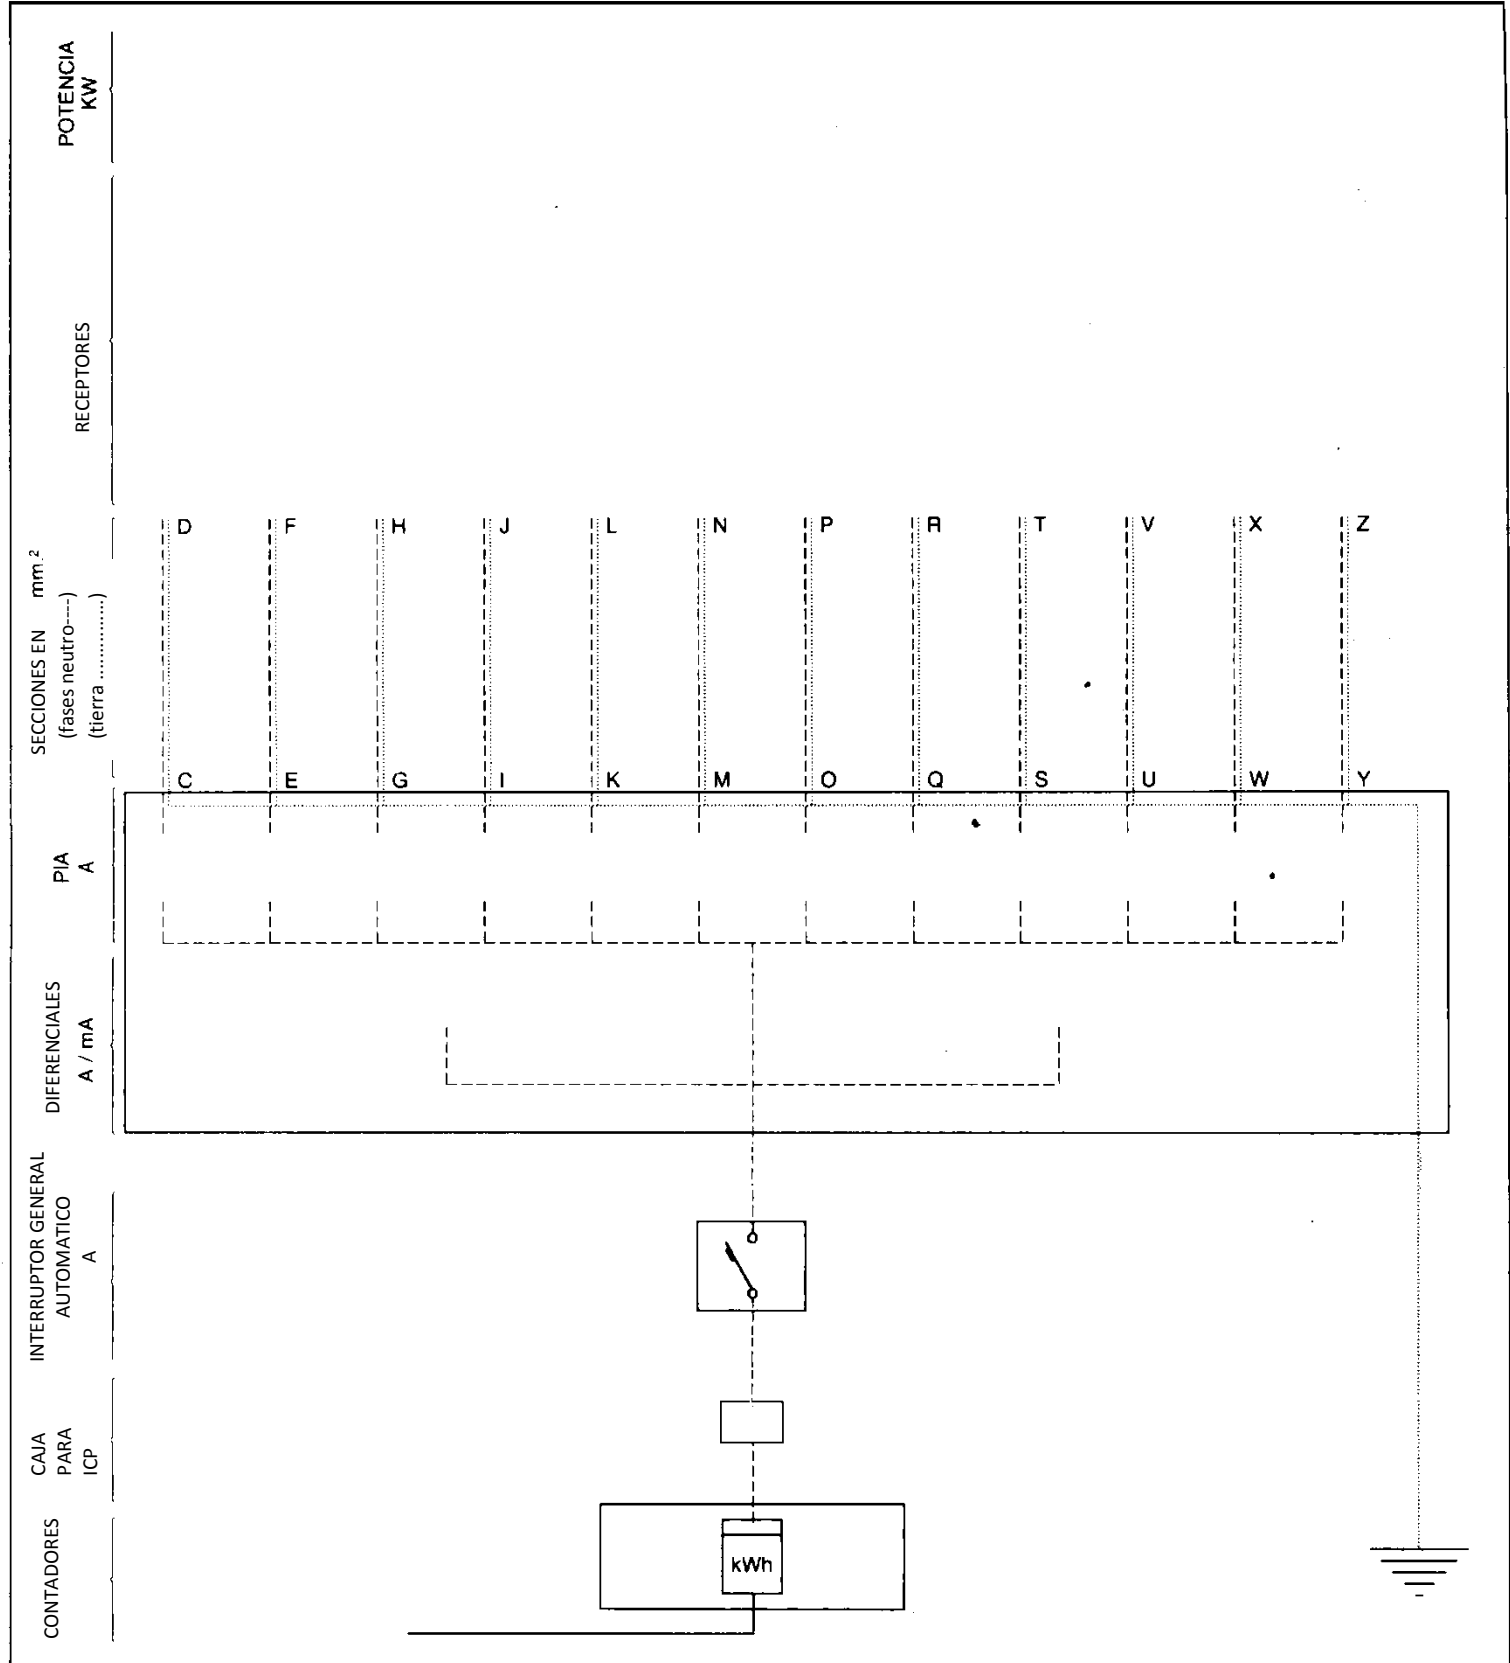 POTENCIA
KW
RECEPTORES
D F H J L N P R T V X Z
SECCIONES EN mm.²
(fases neutro----)
(tierra ..................)
C E G I K M O Q S U W Y
PIA
A
DIFERENCIALES
A / mA
INTERRUPTOR GENERAL
AUTOMATICO
A
CAJA
PARA
ICP
CONTADORES
kWh